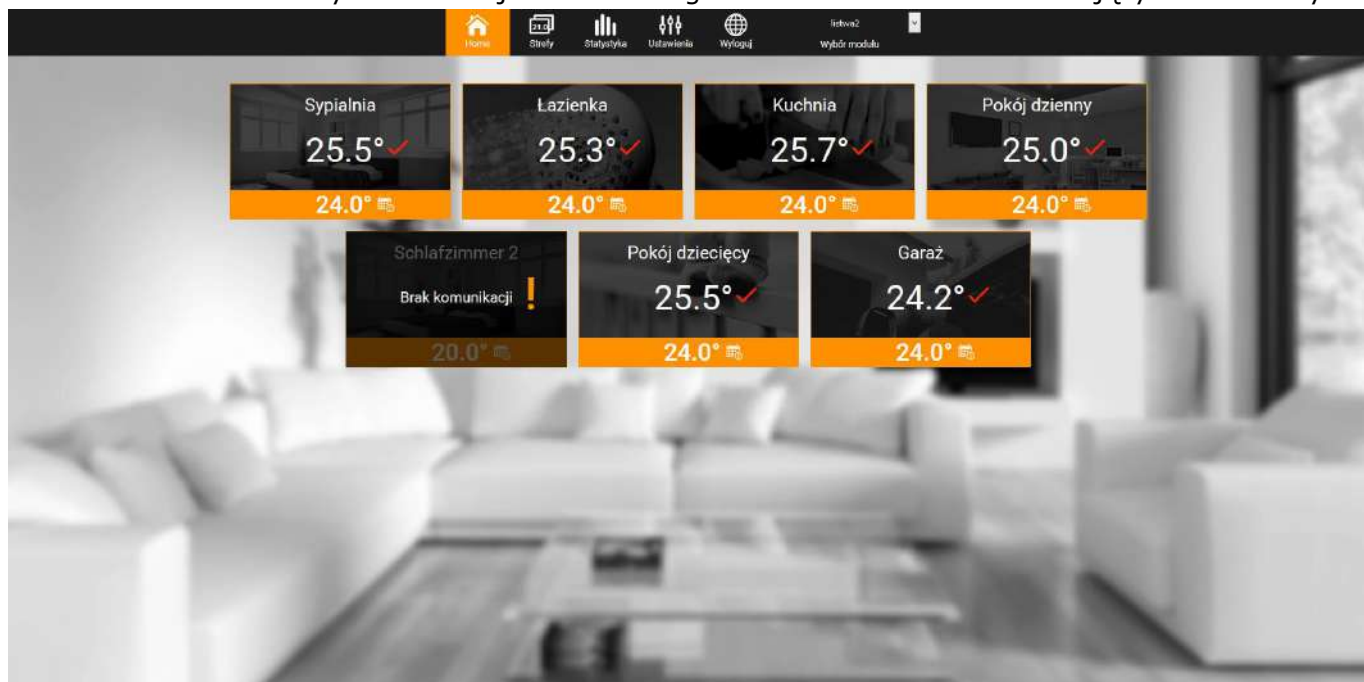 Home
21.0
Strefy
Statystyka
Ustawienia
Wyloguj
listwa2
Wybór modułu
Sypialnia
25.5°
24.0°
Łazienka
25.3°
24.0°
Kuchnia
25.7°
24.0°
Pokój dzienny
25.0°
24.0°
Schlafzimmer 2
Brak komunikacji
20.0°
Pokój dziecięcy
25.5°
24.0°
Garaż
24.2°
24.0°